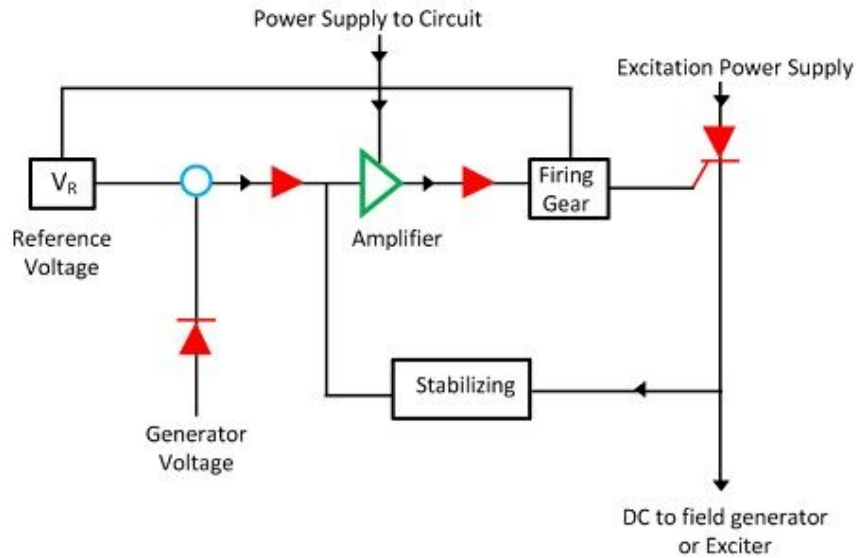 Power Supply to Circuit
Excitation Power Supply
VR
Firing
Gear
Reference
Voltage
Amplifier
Stabilizing
Generator
Voltage
DC to field generator
or Exciter